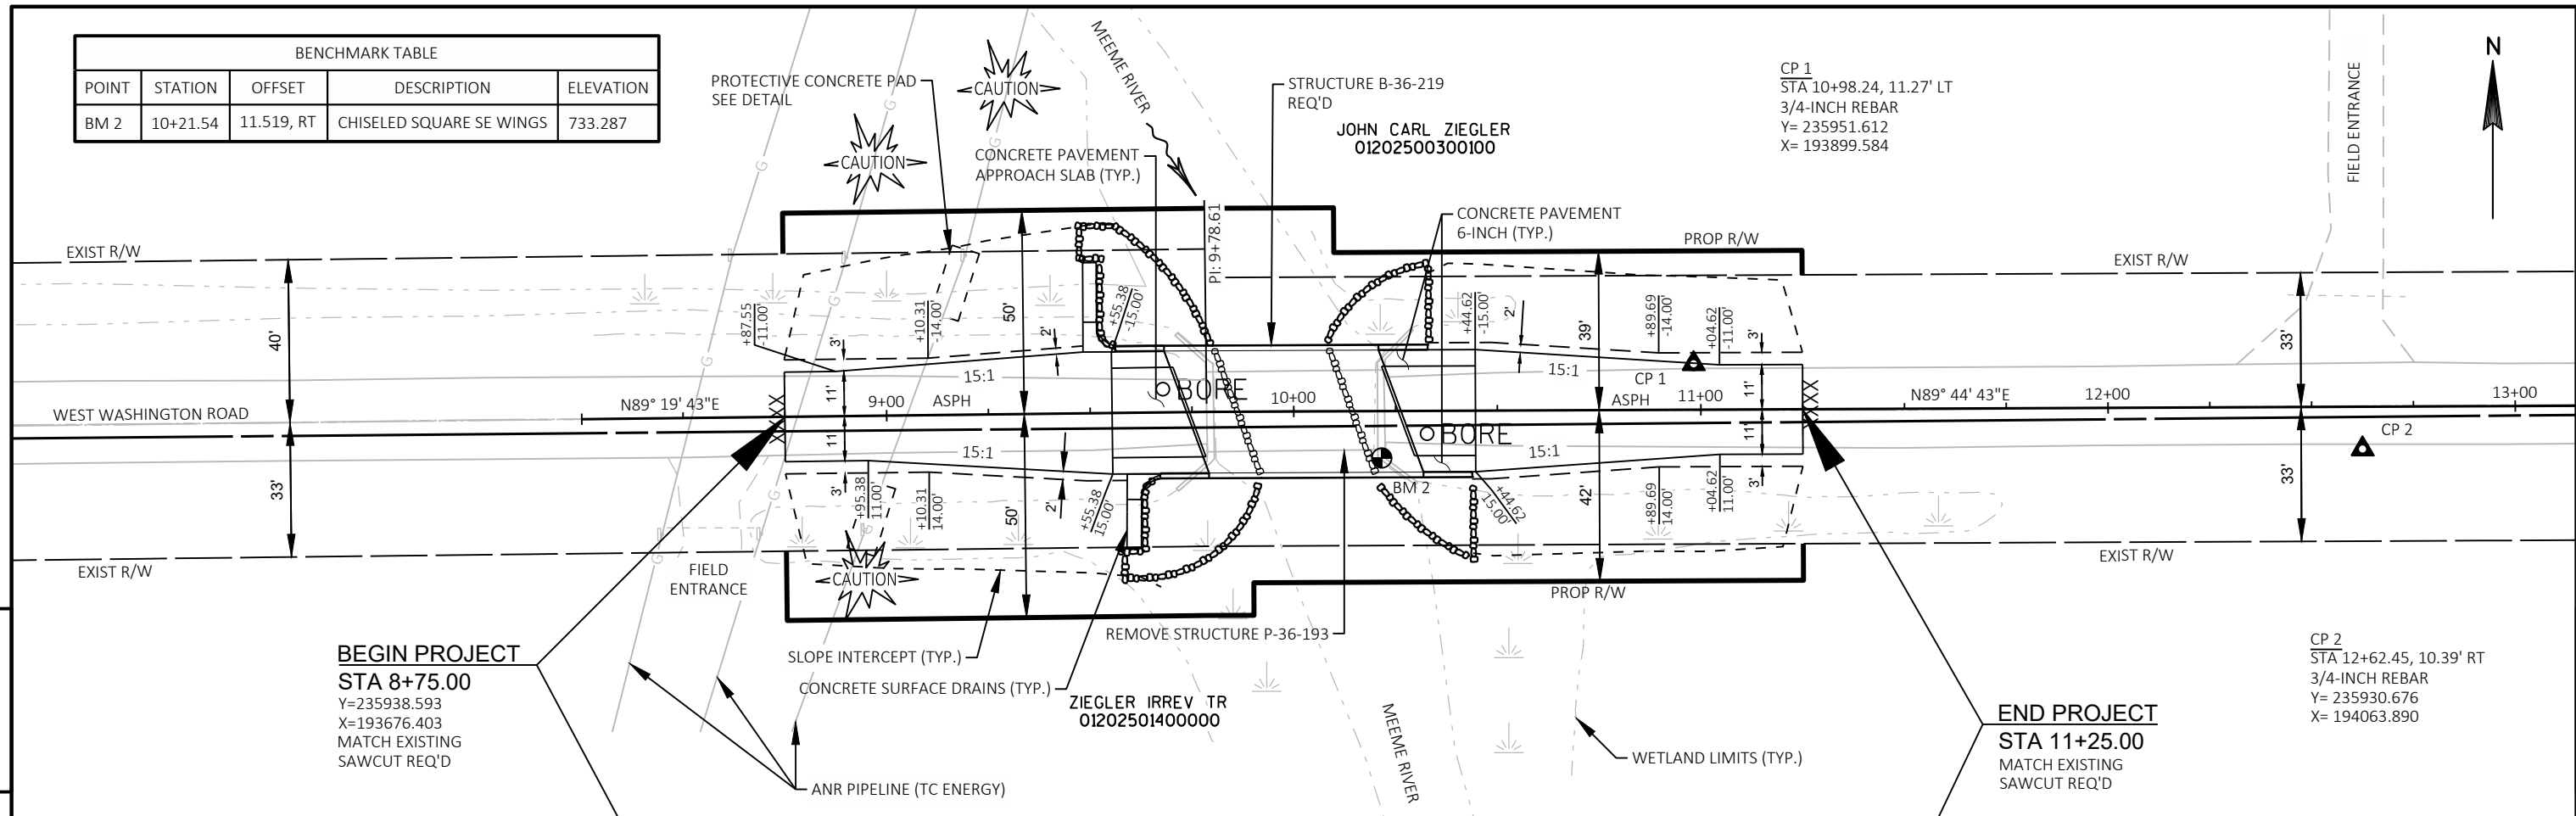 BENCHMARK TABLE
POINT STATION OFFSET DESCRIPTION ELEVATION
BM 2 10+21.54 11.519, RT CHISELED SQUARE SE WINGS 733.287
PROTECTIVE CONCRETE PAD
SEE DETAIL
CAUTION
CAUTION
MEEME RIVER
CONCRETE PAVEMENT
APPROACH SLAB (TYP.)
STRUCTURE B-36-219
REQ'D
JOHN CARL ZIEGLER
01202500300100
CP 1
STA 10+98.24, 11.27' LT
3/4-INCH REBAR
Y= 235951.612
X= 193899.584
FIELD ENTRANCE
N
G
G
G
G
G
G
G
G
G
PI: 9+78.61
CONCRETE PAVEMENT
6-INCH (TYP.)
EXIST R/W
PROP R/W
EXIST R/W
40'
+87.55
-11.00'
3'
+10.31
-14.00'
50'
2'
+55.38
-15.00'
+44.62
-15.00'
2'
39'
+89.69
-14.00'
+04.62
-11.00'
3'
33'
15:1
15:1
CP 1
BORE
WEST WASHINGTON ROAD
N89° 19' 43"E
11'
9+00
ASPH
10+00
ASPH
11+00
11'
N89° 44' 43"E
12+00
13+00
XXX
XXX
CP 2
BORE
33'
11'
15:1
15:1
11'
33'
3'
+95.38
11.00'
+10.31
14.00'
50'
2'
+55.38
15.00'
BM 2
+44.62
15.00'
42'
+89.69
14.00'
+04.62
11.00'
3'
EXIST R/W
FIELD
ENTRANCE
CAUTION
EXIST R/W
PROP R/W
REMOVE STRUCTURE P-36-193
SLOPE INTERCEPT (TYP.)
CONCRETE SURFACE DRAINS (TYP.)
ZIEGLER IRREV TR
01202501400000
BEGIN PROJECT
STA 8+75.00
Y=235938.593
X=193676.403
MATCH EXISTING
SAWCUT REQ'D
ANR PIPELINE (TC ENERGY)
MEEME RIVER
WETLAND LIMITS (TYP.)
END PROJECT
STA 11+25.00
MATCH EXISTING
SAWCUT REQ'D
CP 2
STA 12+62.45, 10.39' RT
3/4-INCH REBAR
Y= 235930.676
X= 194063.890